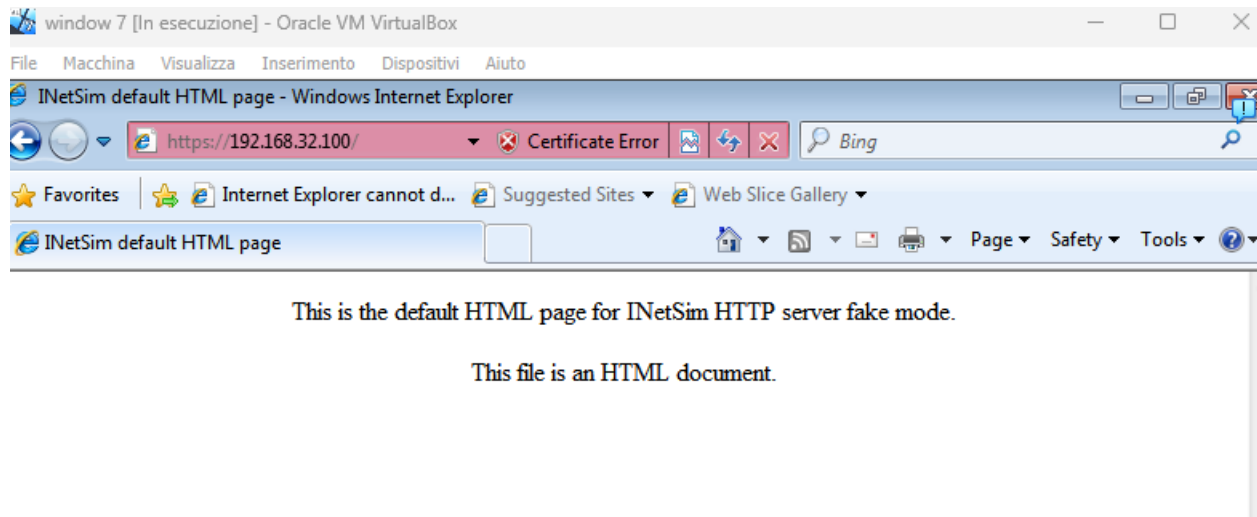 window 7 [In esecuzione] - Oracle VM VirtualBox
File Macchina Visualizza Inserimento Dispositivi Aiuto
INetSim default HTML page - Windows Internet Explorer
https://192.168.32.100/ Certificate Error Bing
Favorites Internet Explorer cannot d... Suggested Sites Web Slice Gallery
INetSim default HTML page Page Safety Tools
This is the default HTML page for INetSim HTTP server fake mode.
This file is an HTML document.